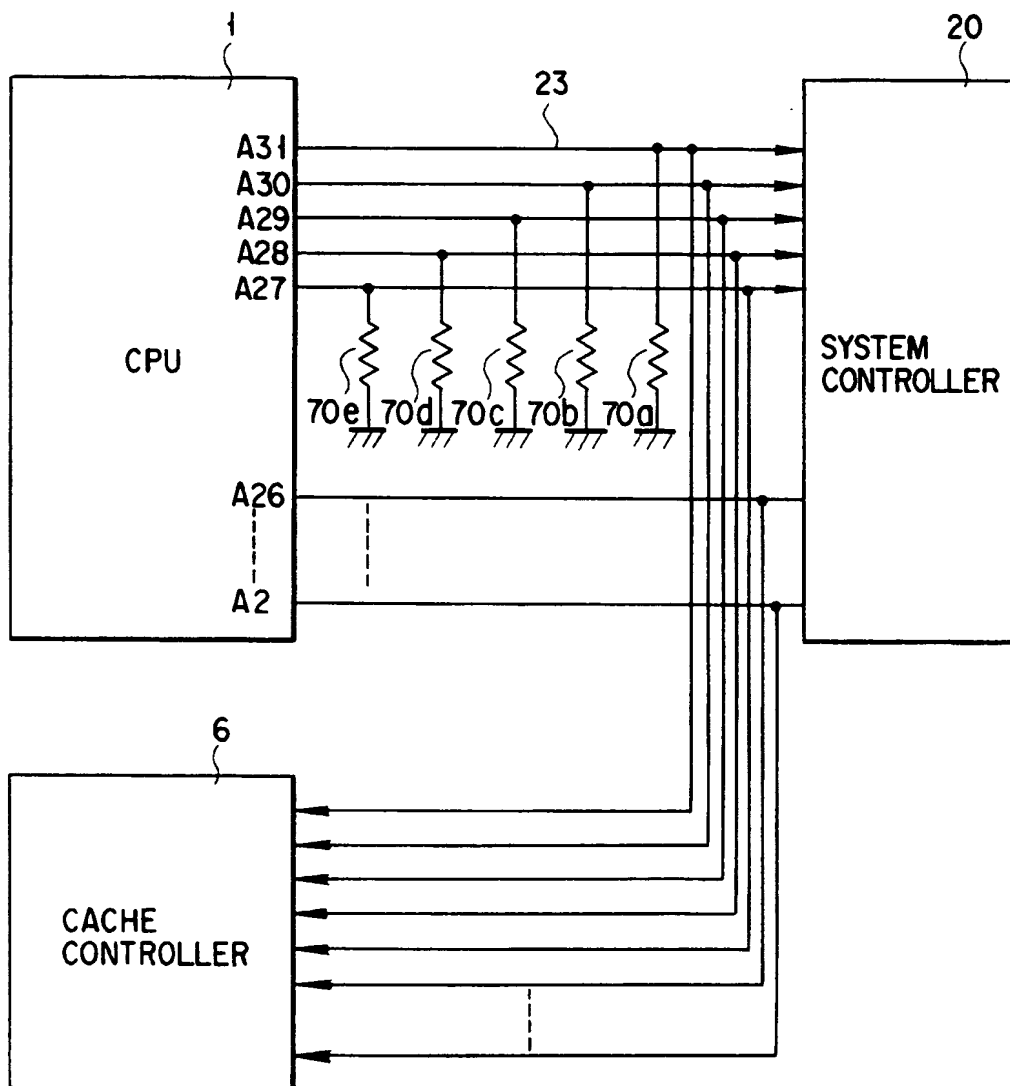 1
20
23
A31
A30
A29
A28
A27
CPU
SYSTEM
CONTROLLER
70e
70d
70c
70b
70a
A26
A2
6
CACHE
CONTROLLER